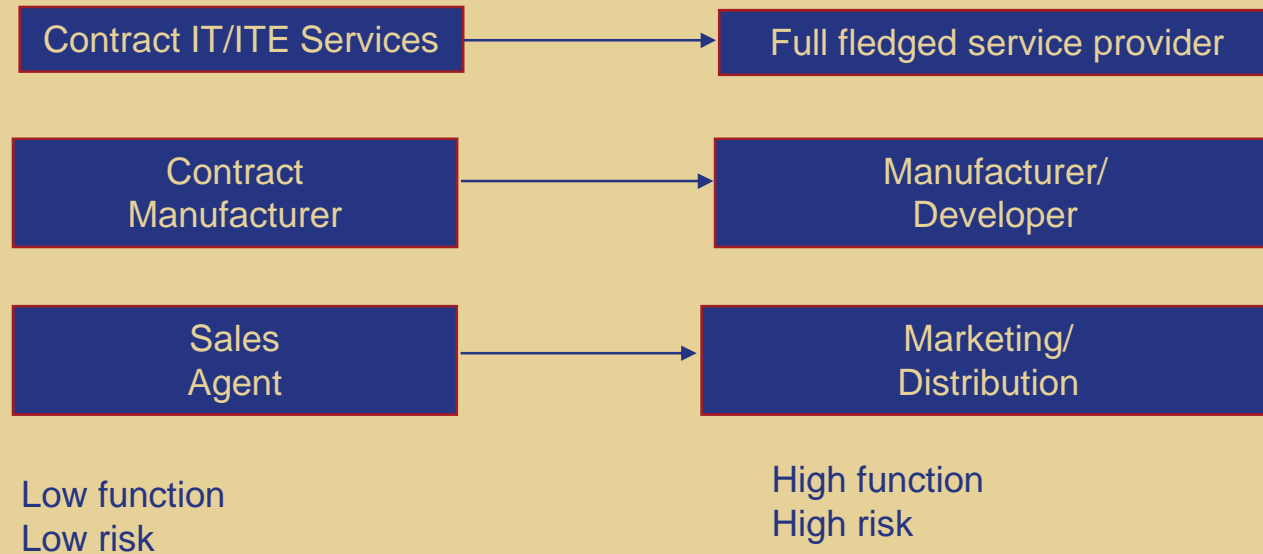 Contract IT/ITE Services
Full fledged service provider
Contract
Manufacturer
Manufacturer/
Developer
Sales
Agent
Marketing/
Distribution
Low function
Low risk
High function
High risk